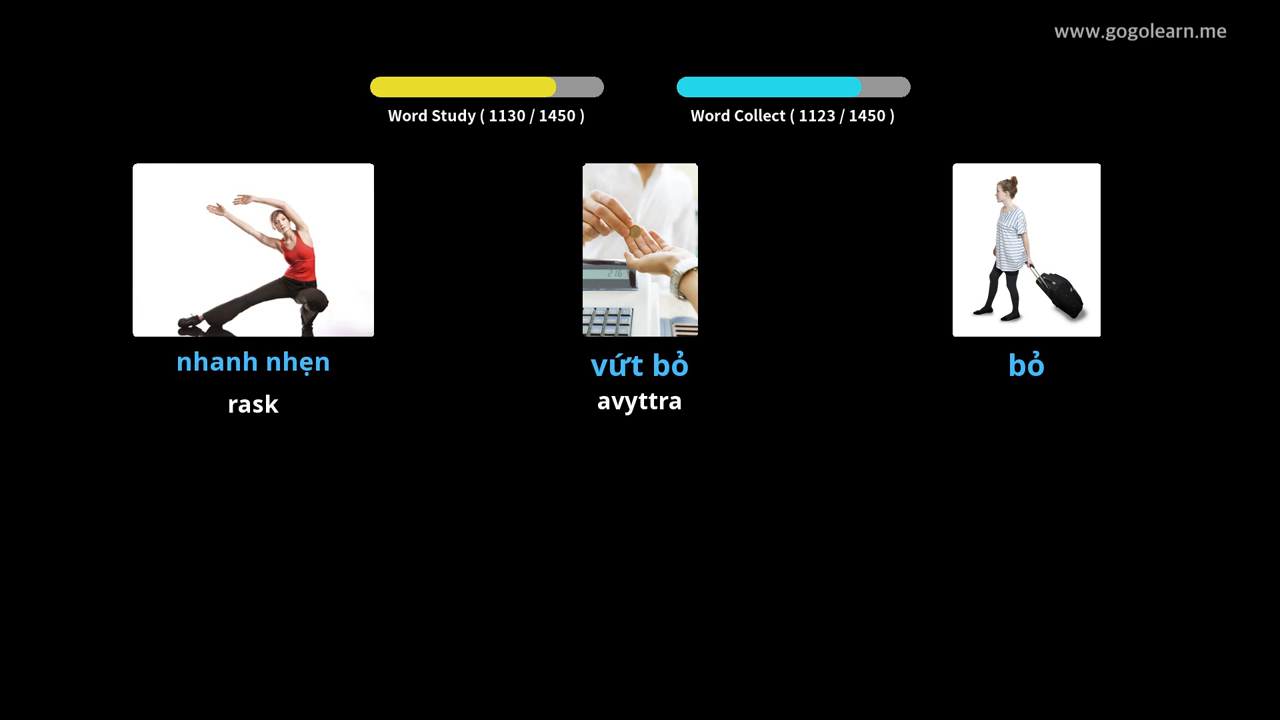 www.gogolearn.me
Word Study ( 1130 / 1450 )
Word Collect ( 1123 / 1450 )
nhanh nhẹn
rask
vứt bỏ
avyttra
bỏ